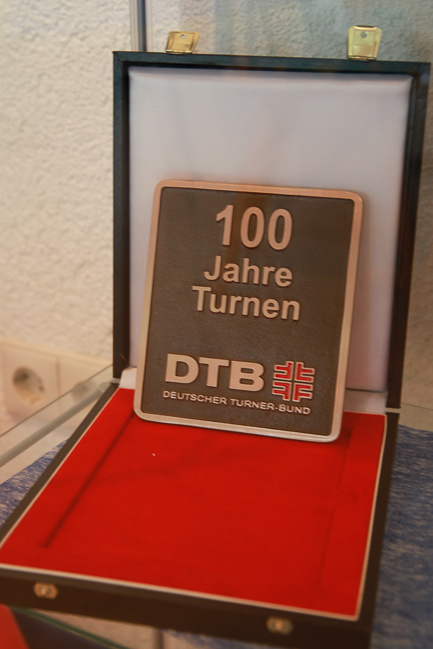 100
Jahre
Turnen
DTB
DEUTSCHER TURNER-BUND